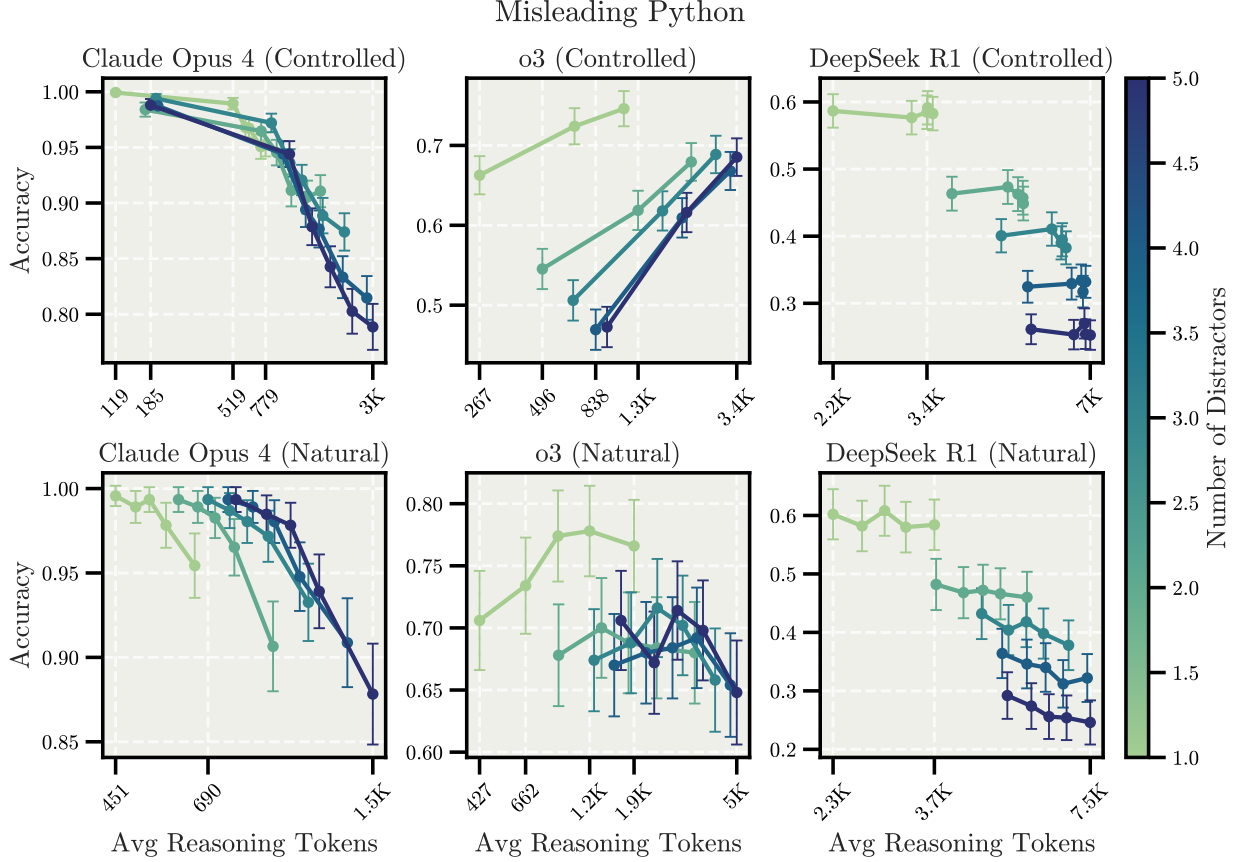 Misleading Python
Claude Opus 4 (Controlled)
o3 (Controlled)
DeepSeek R1 (Controlled)
Accuracy
1.00
0.95
0.90
0.85
0.80
119
185
519
779
3K
0.7
0.6
0.5
267
496
838
1.3K
3.4K
0.6
0.5
0.4
0.3
2.2K
3.4K
7K
Claude Opus 4 (Natural)
o3 (Natural)
DeepSeek R1 (Natural)
Accuracy
1.00
0.95
0.90
0.85
451
690
1.5K
Avg Reasoning Tokens
0.80
0.75
0.70
0.65
0.60
427
662
1.2K
1.9K
5K
Avg Reasoning Tokens
0.6
0.5
0.4
0.3
0.2
2.3K
3.7K
7.5K
Avg Reasoning Tokens
5.0
4.5
4.0
3.5
3.0
2.5
2.0
1.5
1.0
Number of Distractors